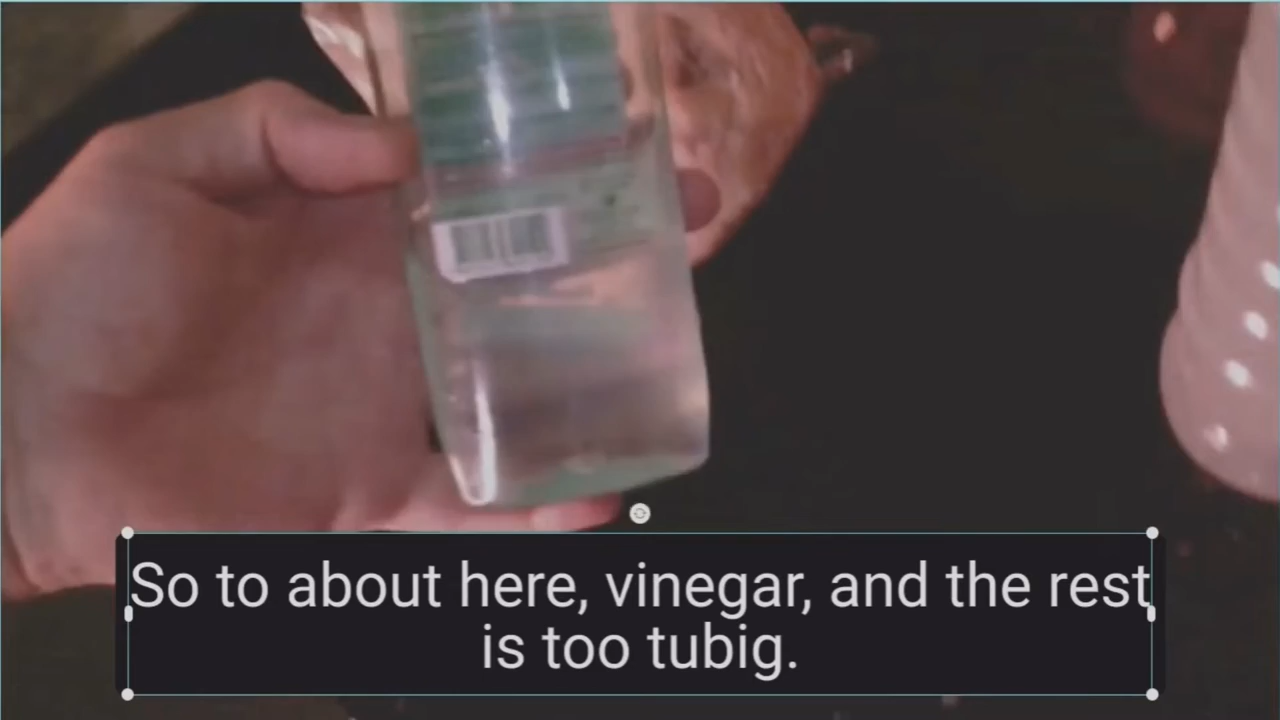 So to about here, vinegar, and the rest
is too tubig.